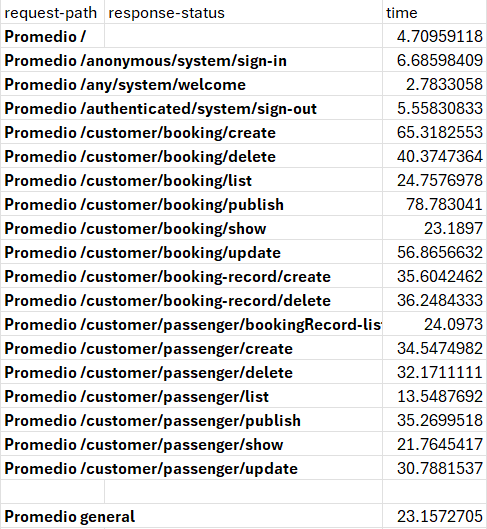 request-path response-status time
Promedio / 4.70959118
Promedio /anonymous/system/sign-in 6.68598409
Promedio /any/system/welcome 2.7833058
Promedio /authenticated/system/sign-out 5.55830833
Promedio /customer/booking/create 65.3182553
Promedio /customer/booking/delete 40.3747364
Promedio /customer/booking/list 24.7576978
Promedio /customer/booking/publish 78.783041
Promedio /customer/booking/show 23.1897
Promedio /customer/booking/update 56.8656632
Promedio /customer/booking-record/create 35.6042462
Promedio /customer/booking-record/delete 36.2484333
Promedio /customer/passenger/bookingRecord-lis 24.0973
Promedio /customer/passenger/create 34.5474982
Promedio /customer/passenger/delete 32.1711111
Promedio /customer/passenger/list 13.5487692
Promedio /customer/passenger/publish 35.2699518
Promedio /customer/passenger/show 21.7645417
Promedio /customer/passenger/update 30.7881537
Promedio general 23.1572705